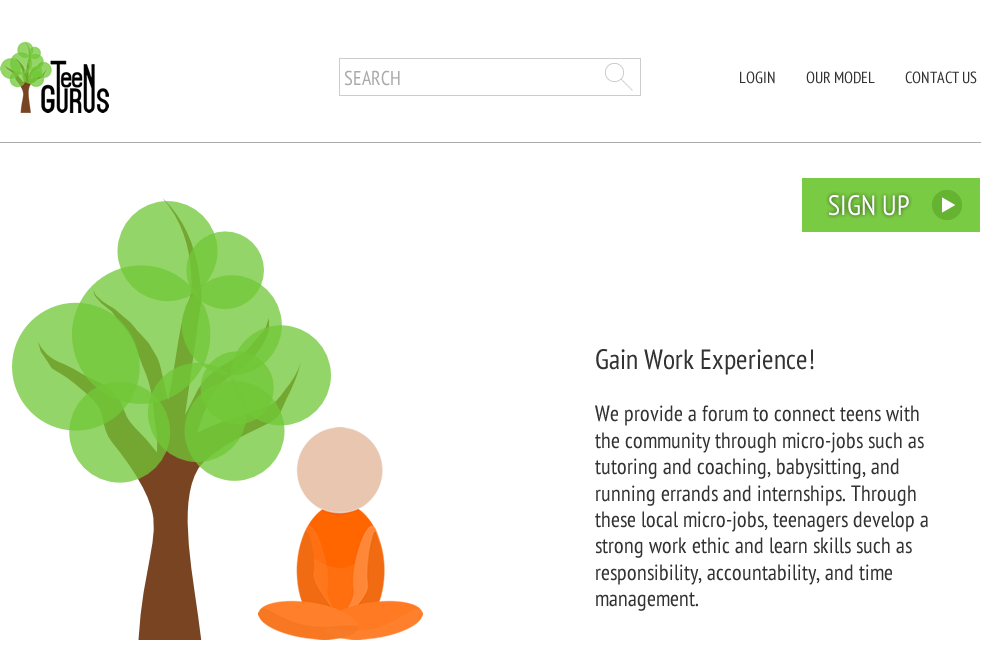 TeeN
GURUS
SEARCH
LOGIN
OUR MODEL
CONTACT US
SIGN UP
Gain Work Experience!
We provide a forum to connect teens with
the community through micro-jobs such as
tutoring and coaching, babysitting, and
running errands and internships. Through
these local micro-jobs, teenagers develop a
strong work ethic and learn skills such as
responsibility, accountability, and time
management.